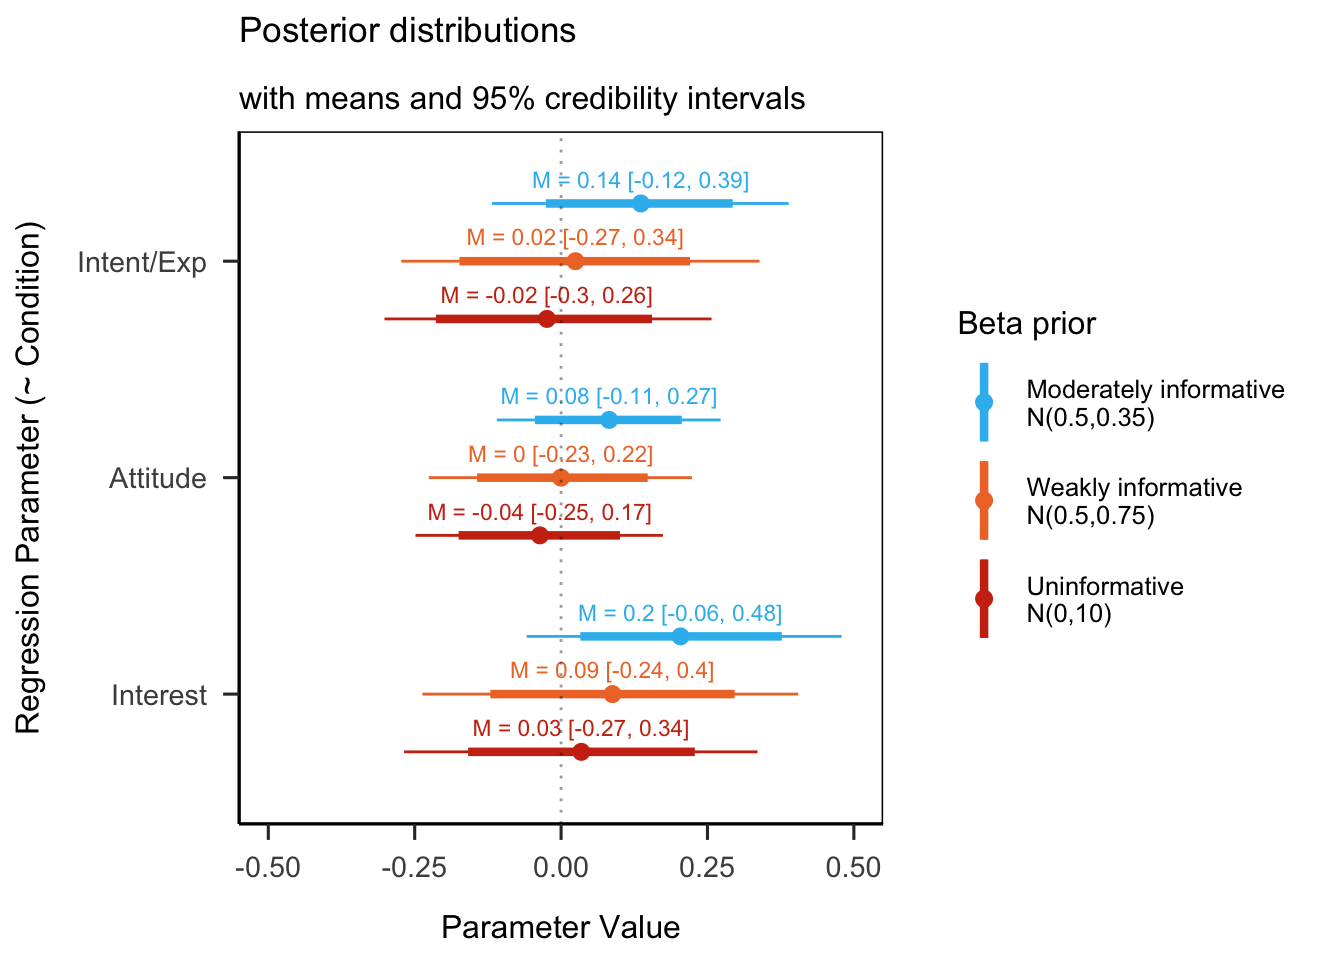 Posterior distributions
with means and 95% credibility intervals
Regression Parameter (~ Condition)
Intent/Exp
M = 0.14 [-0.12, 0.39]
M = 0.02 [-0.27, 0.34]
M = -0.02 [-0.3, 0.26]
Attitude
M = 0.08 [-0.11, 0.27]
M = 0 [-0.23, 0.22]
M = -0.04 [-0.25, 0.17]
Interest
M = 0.2 [-0.06, 0.48]
M = 0.09 [-0.24, 0.4]
M = 0.03 [-0.27, 0.34]
-0.50 -0.25 0.00 0.25 0.50
Parameter Value
Beta prior
Moderately informative
N(0.5,0.35)
Weakly informative
N(0.5,0.75)
Uninformative
N(0,10)